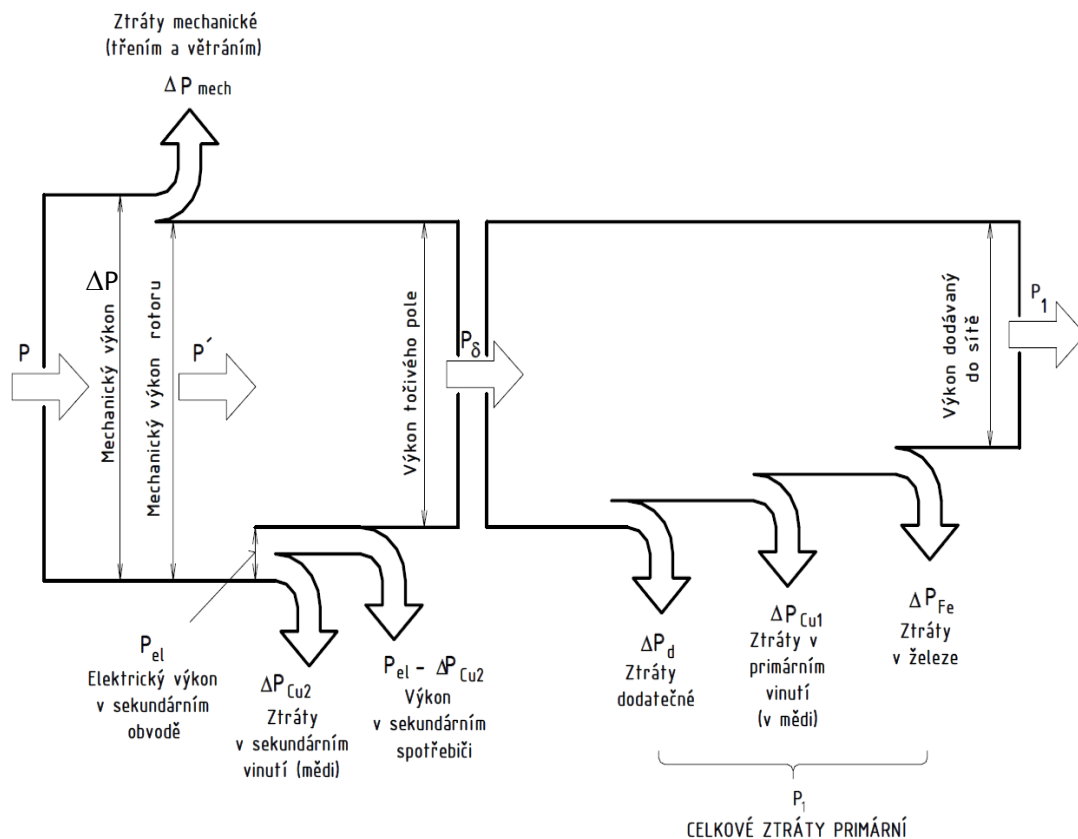 Ztráty mechanické
(třením a větráním)
ΔP mech
ΔP
Mechanický výkon
Mechanický výkon rotoru
P
P´
Výkon točivého pole
Pδ
Výkon dodávaný
do sítě
P1
Pel
Elektrický výkon
v sekundárním
obvodě
ΔPCu2
Ztráty
v sekundárním
vinutí (mědi)
Pel - ΔPCu2
Výkon
v sekundárním
spotřebiči
ΔPd
Ztráty
dodatečné
ΔPCu1
Ztráty v
primárním
vinutí
(v mědi)
ΔPFe
Ztráty
v železe
P1
CELKOVÉ ZTRÁTY PRIMÁRNÍ